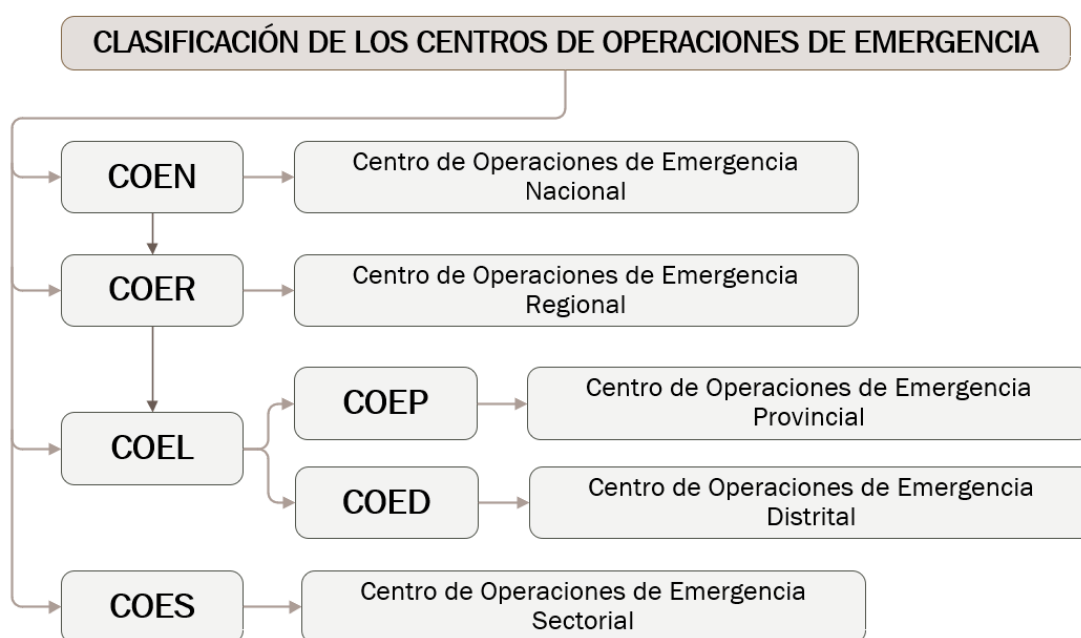 CLASIFICACIÓN DE LOS CENTROS DE OPERACIONES DE EMERGENCIA
COEN
Centro de Operaciones de Emergencia
Nacional
COER
Centro de Operaciones de Emergencia
Regional
COEL
COEP
Centro de Operaciones de Emergencia
Provincial
COED
Centro de Operaciones de Emergencia
Distrital
COES
Centro de Operaciones de Emergencia
Sectorial